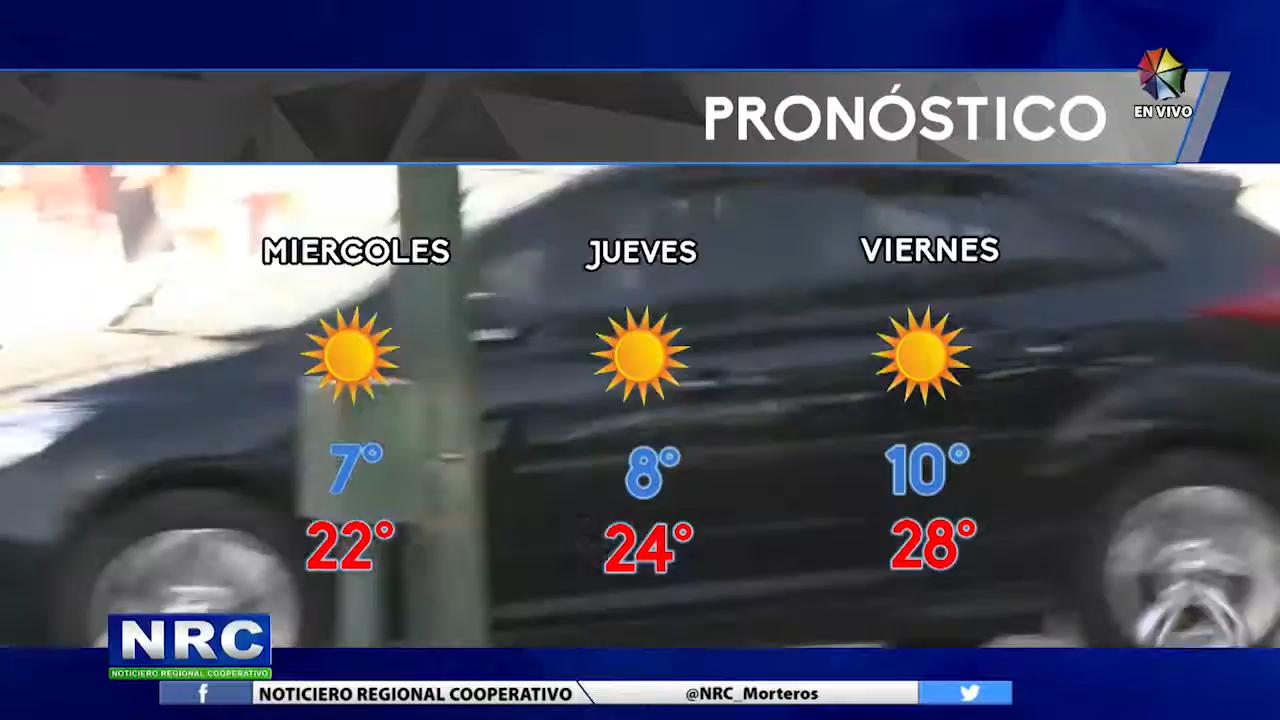 PRONÓSTICO
EN VIVO
MIERCOLES
JUEVES
VIERNES
7°
8°
10°
22°
24°
28°
NRC
NOTICIERO REGIONAL COOPERATIVO
NOTICIERO REGIONAL COOPERATIVO
@NRC_Morteros